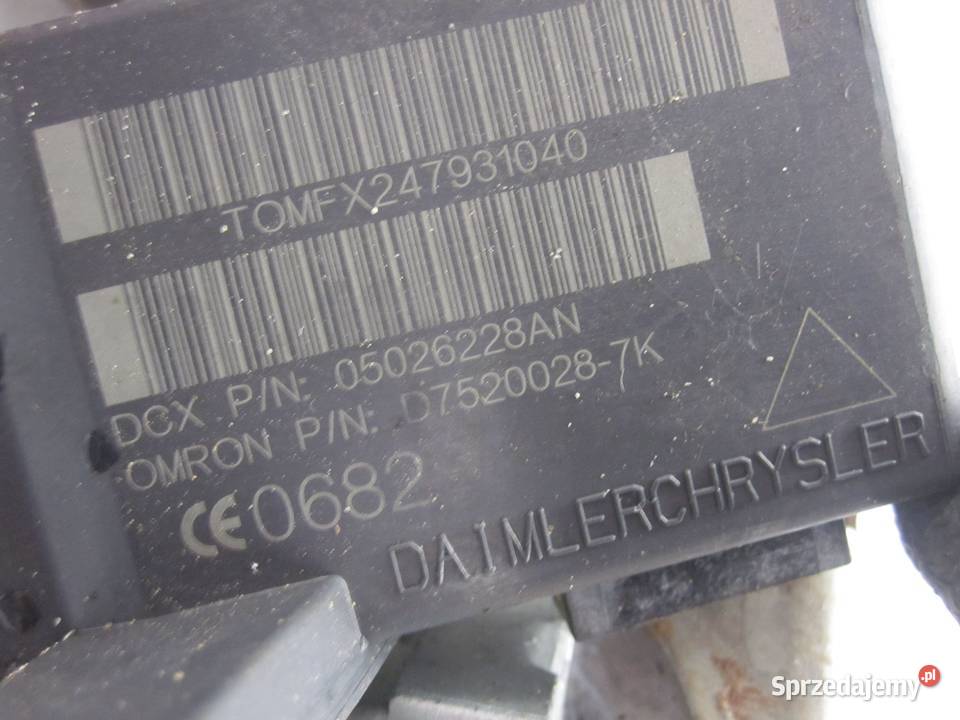 TOMFX247931040
DCX P/N: 05026228AN
OMRON P/N: D7520028-7K
CE0682
DAIMLERCHRYSLER
Sprzedajemy.pl